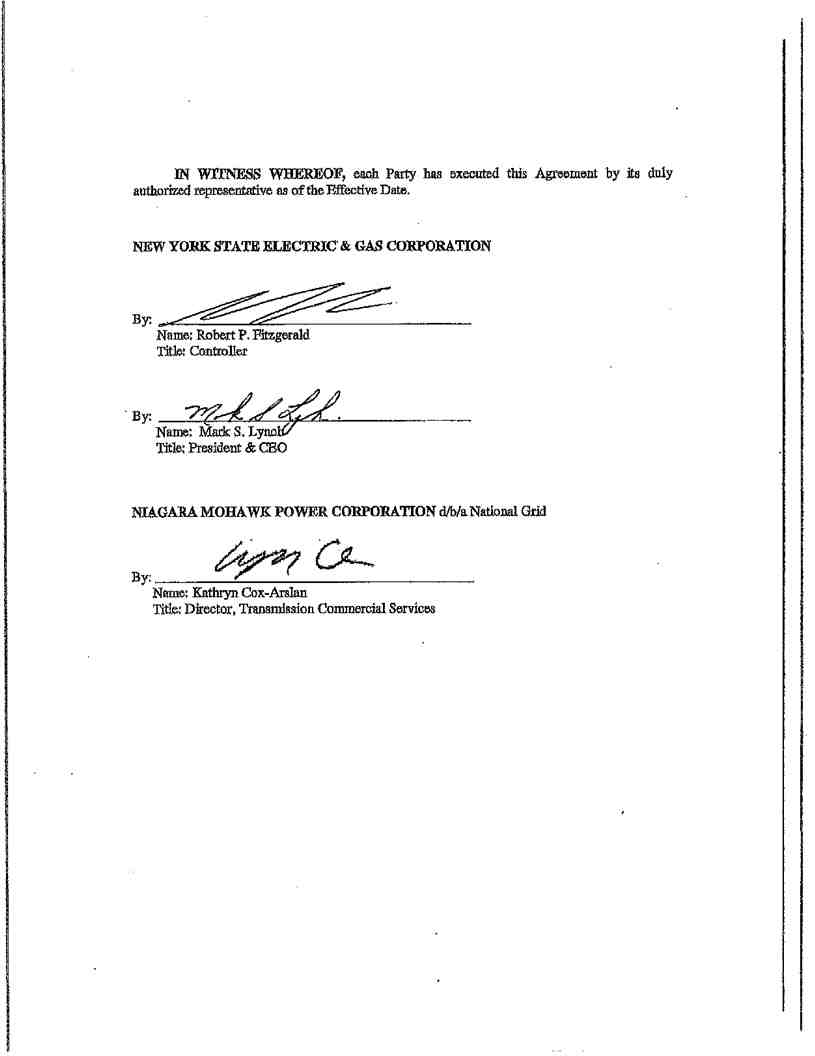 IN WITNESS WHEREOF, each Party has executed this Agreement by its duly
authorized representative as of the Effective Date.
NEW YORK STATE ELECTRIC & GAS CORPORATION
By:
Name: Robert P. Fitzgerald
Title: Controller
By:
Name: Mark S. Lynch
Title: President & CEO
NIAGARA MOHAWK POWER CORPORATION d/b/a National Grid
By:
Name: Kathryn Cox-Arslan
Title: Director, Transmission Commercial Services